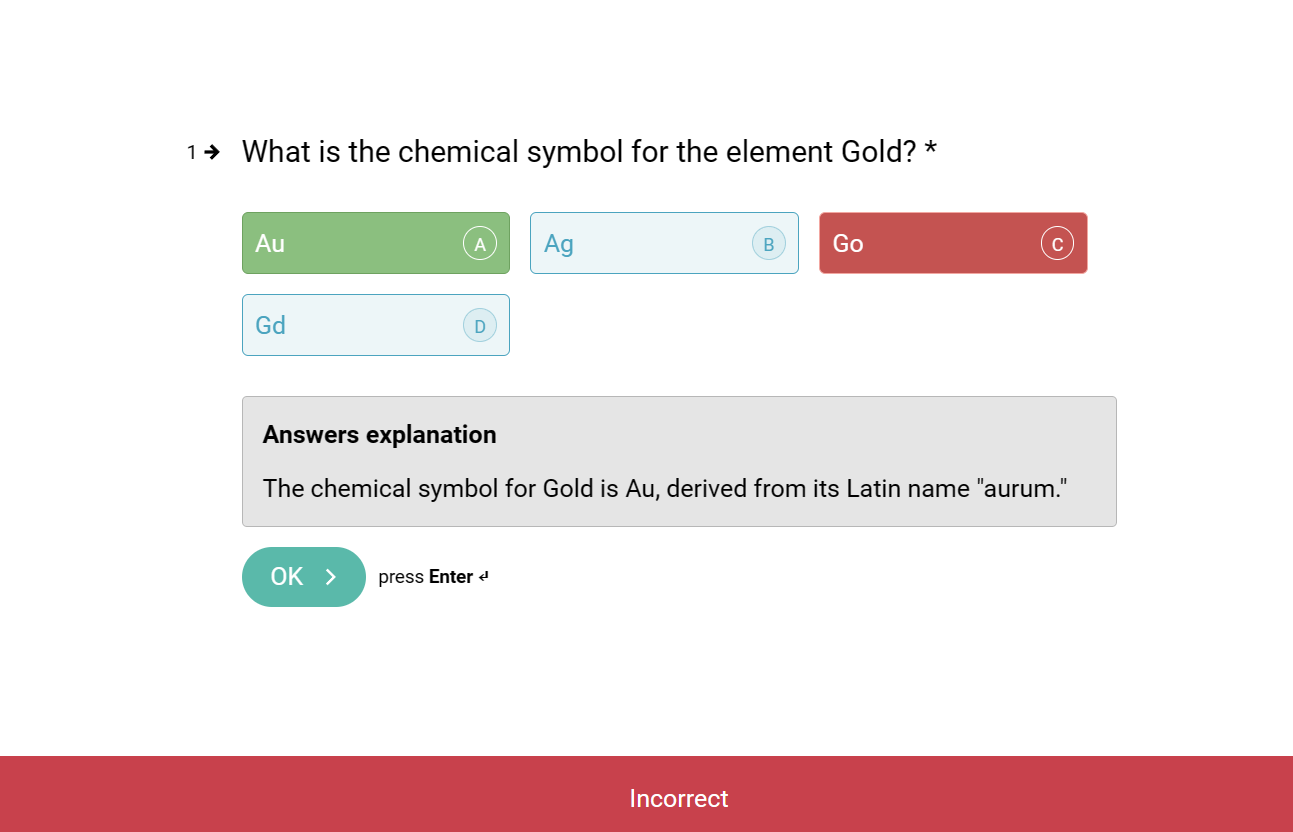 1 → What is the chemical symbol for the element Gold? *
Au A Ag B Go C
Gd D
Answers explanation
The chemical symbol for Gold is Au, derived from its Latin name "aurum."
OK press Enter ↵
Incorrect